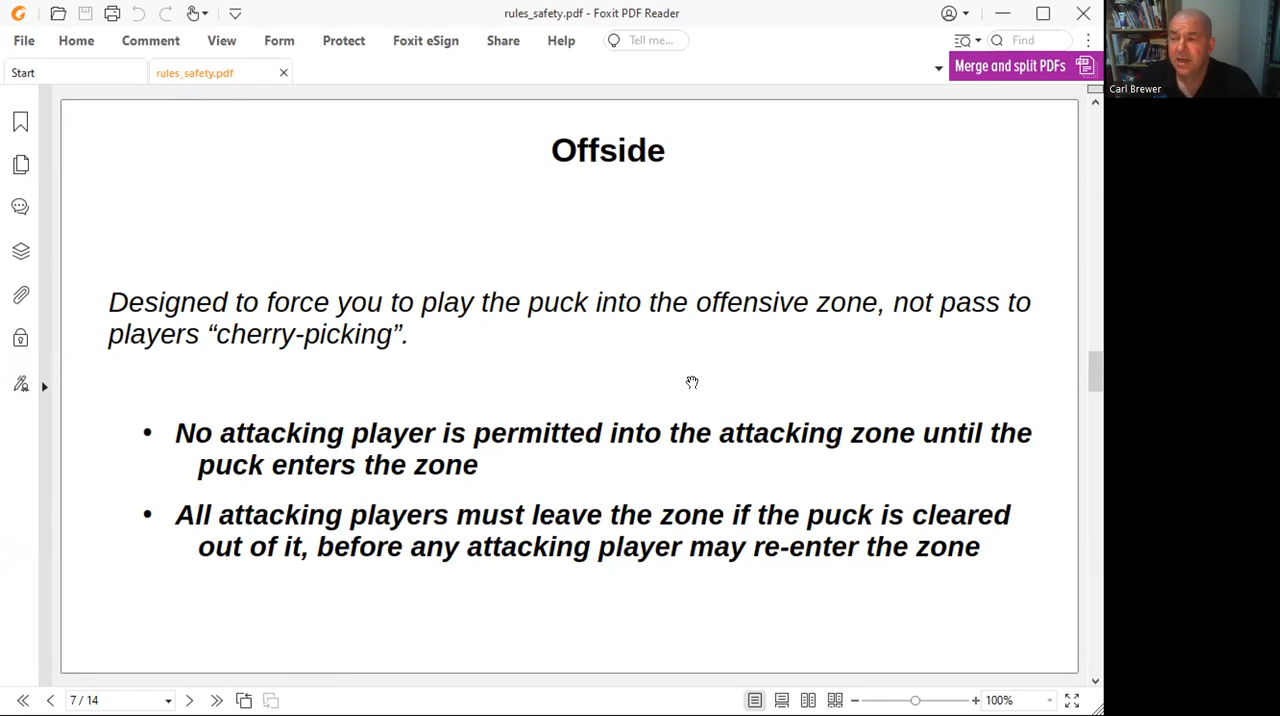 rules_safety.pdf - Foxit PDF Reader
File Home Comment View Form Protect Foxit eSign Share Help Tell me... Find
Start rules_safety.pdf Merge and split PDFs
Carl Brewer
Offside
Designed to force you to play the puck into the offensive zone, not pass to
players “cherry-picking”.
• No attacking player is permitted into the attacking zone until the
puck enters the zone
• All attacking players must leave the zone if the puck is cleared
out of it, before any attacking player may re-enter the zone
7 / 14 100%